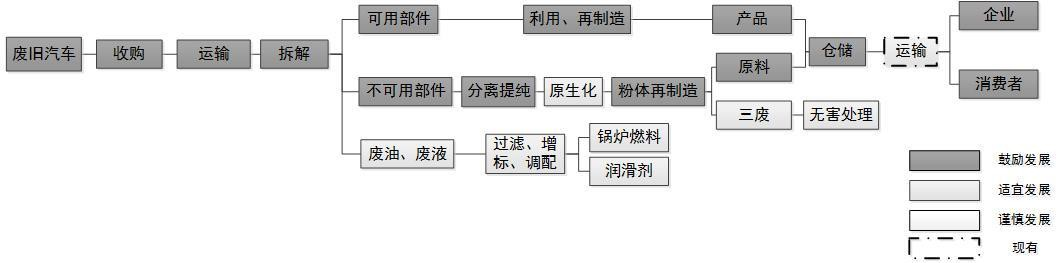 废旧汽车
收购
运输
拆解
可用部件
利用、再制造
产品
不可用部件
分离提纯
原生化
粉体再制造
原料
三废
无害处理
仓储
运输
企业
消费者
废油、废液
过滤、增
标、调配
锅炉燃料
润滑剂
鼓励发展
适宜发展
谨慎发展
现有